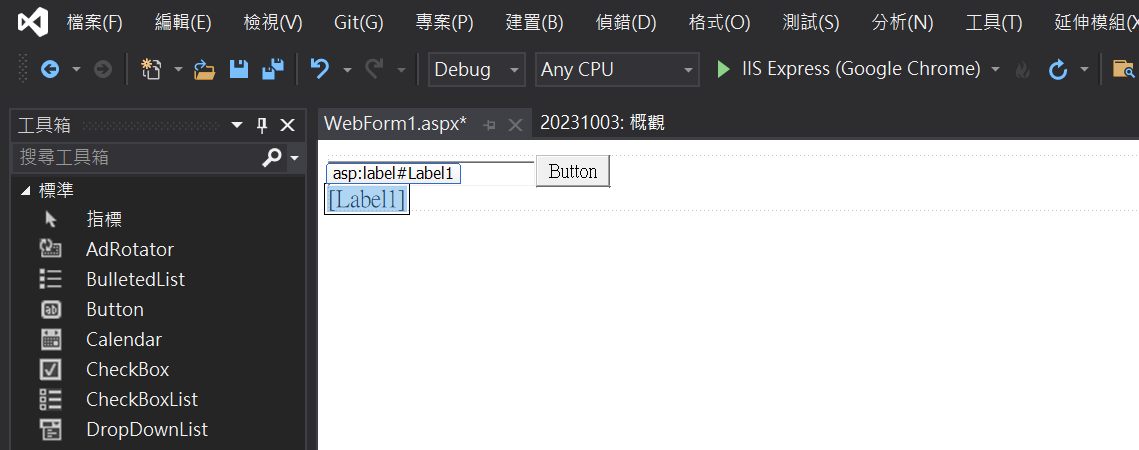 檔案(F) 編輯(E) 檢視(V) Git(G) 專案(P) 建置(B) 偵錯(D) 格式(O) 測試(S) 分析(N) 工具(T) 延伸模組(X
Debug Any CPU IIS Express (Google Chrome)
工具箱
搜尋工具箱
標準
指標
AdRotator
BulletedList
Button
Calendar
CheckBox
CheckBoxList
DropDownList
WebForm1.aspx* 20231003: 概觀
asp:label#Label1 Button
[Label1]